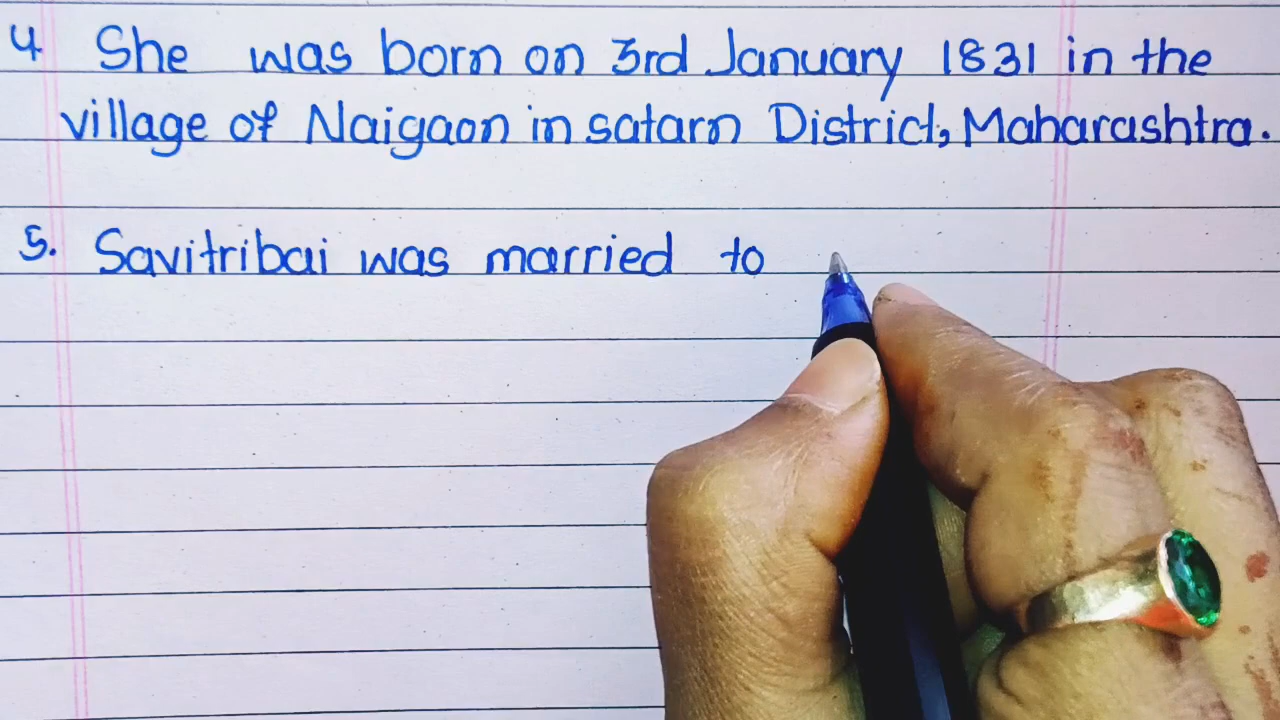 4. She was born on 3rd January 1831 in the
village of Naigaon in satarn District, Maharashtra.
5. Savitribai was married to